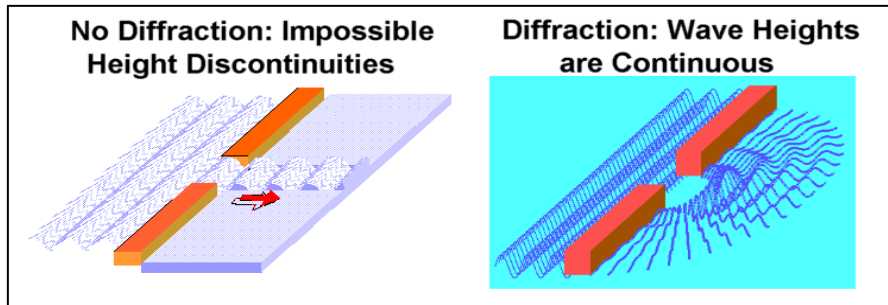 No Diffraction: Impossible
Height Discontinuities
Diffraction: Wave Heights
are Continuous